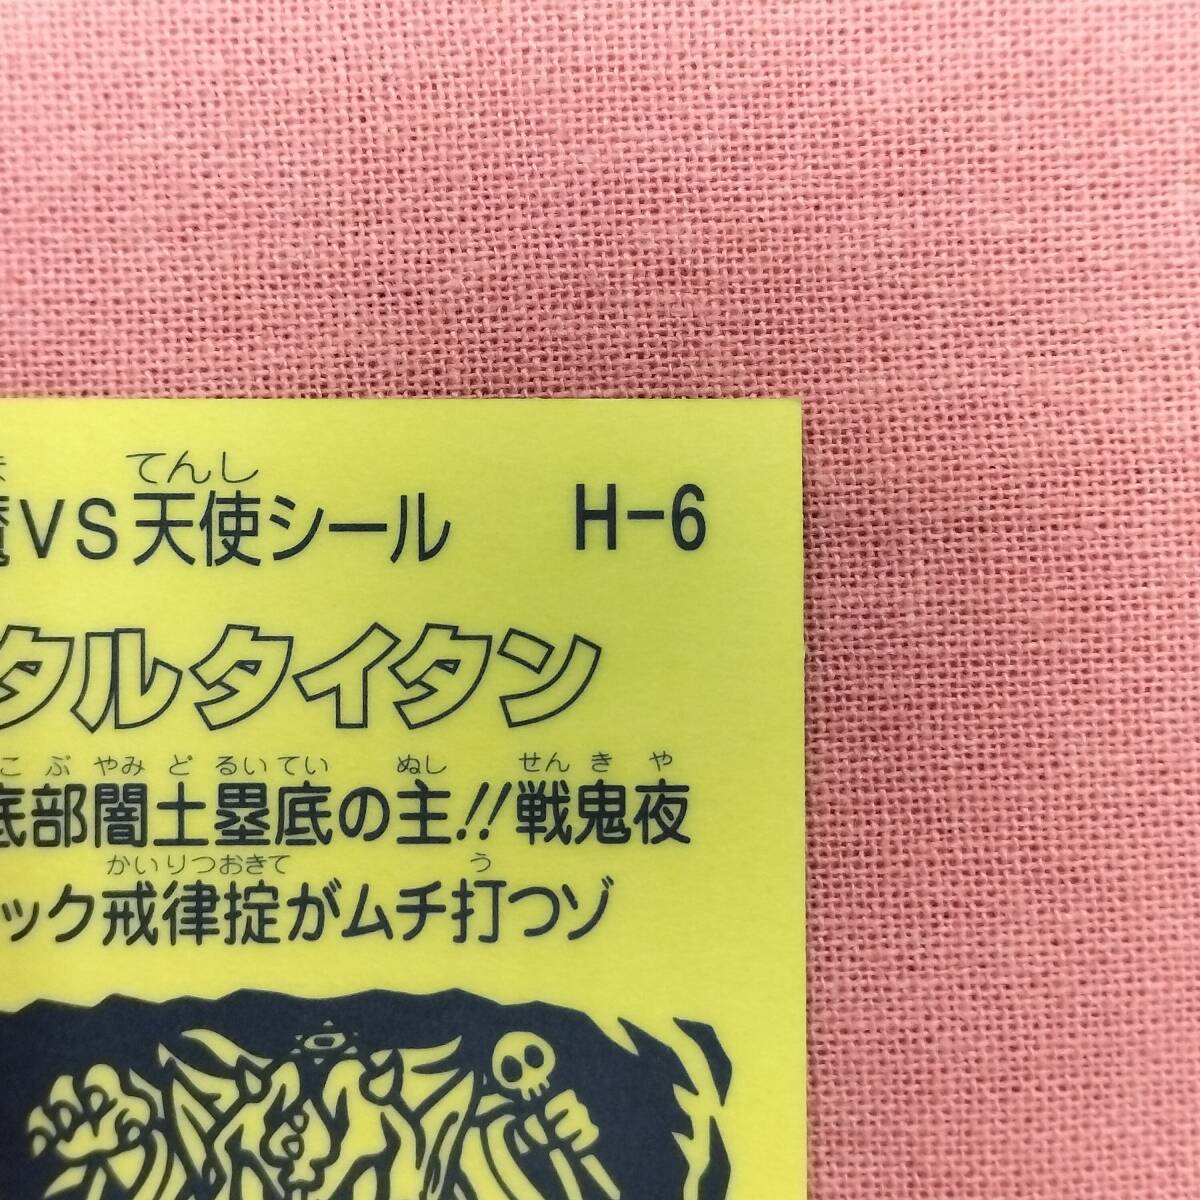 てんし
魔VS天使シール H-6
タルタイタン
こぶやみどるいてい ぬし せんきや
底部闇土塁底の主!!戦鬼夜
かいりつおきて う
ック戒律掟がムチ打つゾ